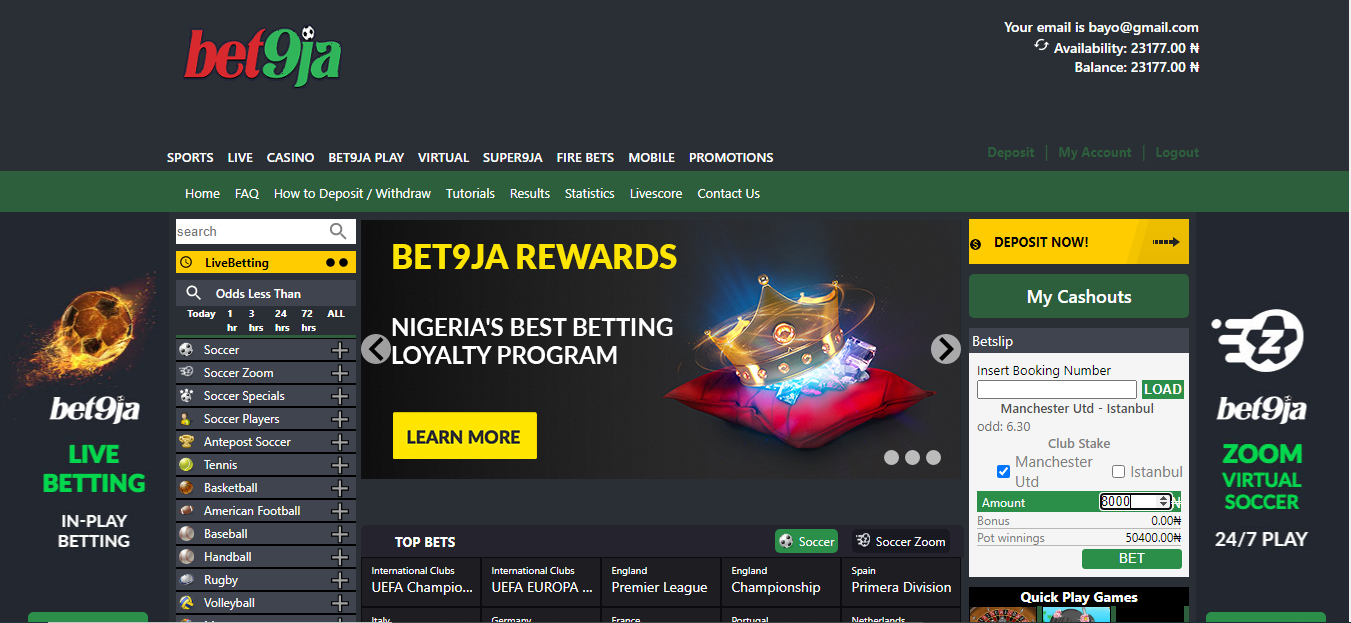 bet9ja
Your email is bayo@gmail.com
Availability: 23177.00 ₦
Balance: 23177.00 ₦
SPORTS LIVE CASINO BET9JA PLAY VIRTUAL SUPER9JA FIRE BETS MOBILE PROMOTIONS
Deposit | My Account | Logout
Home FAQ How to Deposit / Withdraw Tutorials Results Statistics Livescore Contact Us
bet9ja
LIVE
BETTING
IN-PLAY
BETTING
search
LiveBetting
Odds Less Than
Today 1 hr 3 hrs 24 hrs 72 hrs ALL
Soccer
Soccer Zoom
Soccer Specials
Soccer Players
Antepost Soccer
Tennis
Basketball
American Football
Baseball
Handball
Rugby
Volleyball
BET9JA REWARDS
NIGERIA'S BEST BETTING
LOYALTY PROGRAM
LEARN MORE
TOP BETS
Soccer
Soccer Zoom
International Clubs
UEFA Champio...
International Clubs
UEFA EUROPA ...
England
Premier League
England
Championship
Spain
Primera Division
Italy
Germany
France
Portugal
Netherlands
DEPOSIT NOW!
My Cashouts
Betslip
Insert Booking Number
LOAD
Manchester Utd - Istanbul
odd: 6.30
Club Stake
Manchester
Utd
Istanbul
Amount 8000 ₦
Bonus 0.00₦
Pot winnings 50400.00₦
BET
Quick Play Games
Z
bet9ja
ZOOM
VIRTUAL
SOCCER
24/7 PLAY